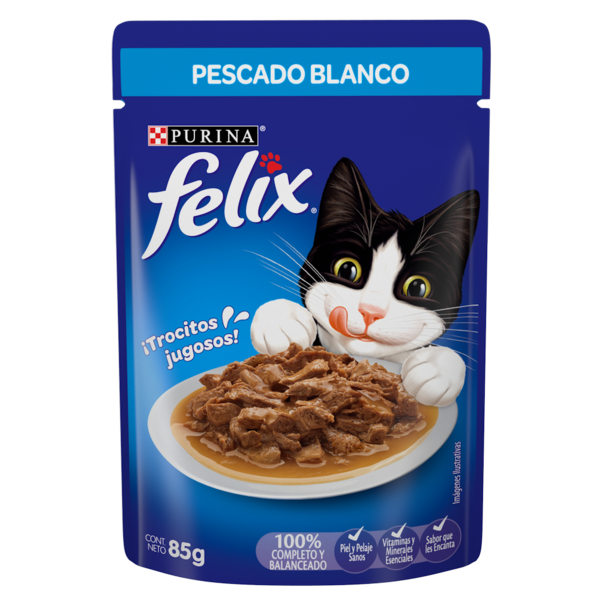 PESCADO BLANCO
PURINA®
felix®
¡Trocitos
jugosos!
Imágenes Ilustrativas
CONT.
NETO 85g
100%
COMPLETO Y
BALANCEADO
Piel y Pelaje
Sanos
Vitaminas y
Minerales
Esenciales
Sabor que
les Encanta